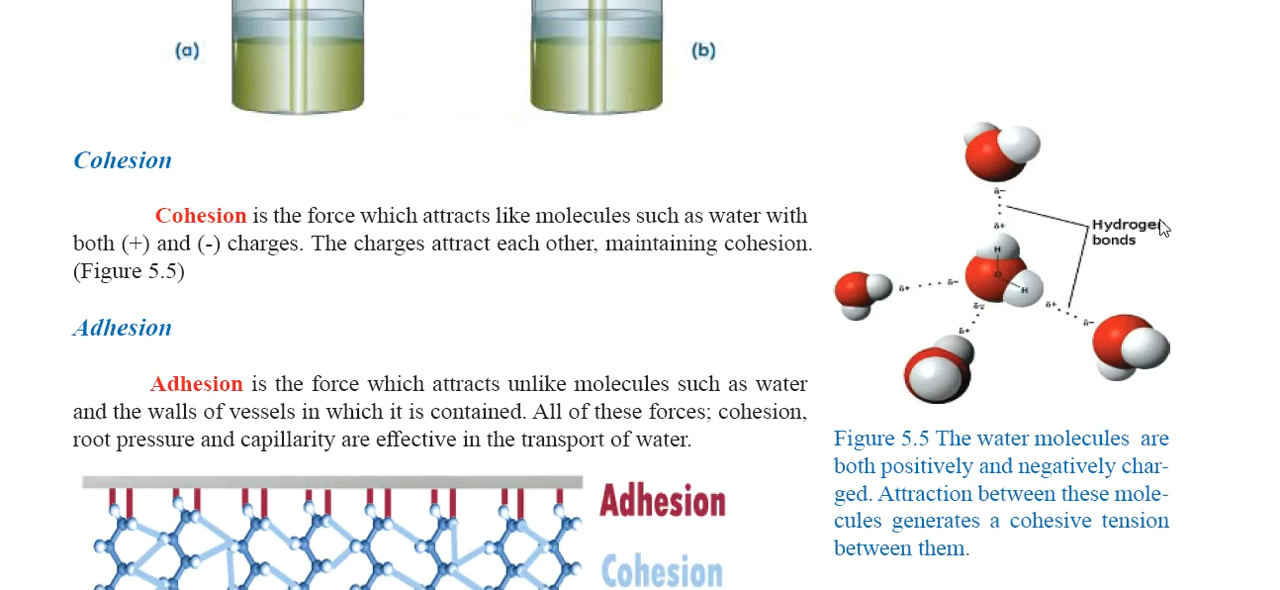 (a)
(b)
Cohesion
Cohesion is the force which attracts like molecules such as water with
both (+) and (-) charges. The charges attract each other, maintaining cohesion.
(Figure 5.5)
Adhesion
Adhesion is the force which attracts unlike molecules such as water
and the walls of vessels in which it is contained. All of these forces; cohesion,
root pressure and capillarity are effective in the transport of water.
Adhesion
Cohesion
δ−
δ+
Hydrogen
bonds
H
O
H
δ+
δ−
δ+
δ−
δ−
δ+
Figure 5.5 The water molecules are
both positively and negatively char-
ged. Attraction between these mole-
cules generates a cohesive tension
between them.